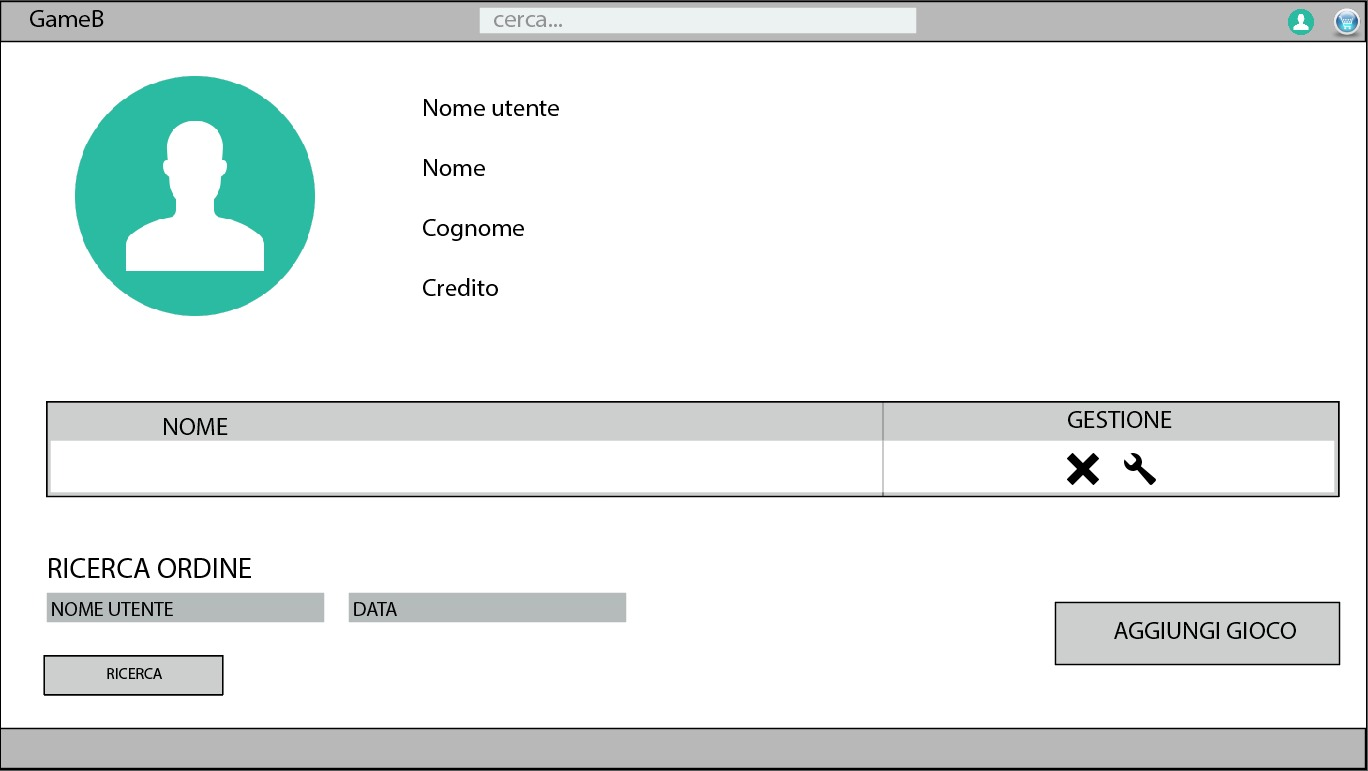 GameB
cerca...
Nome utente
Nome
Cognome
Credito
NOME
GESTIONE
RICERCA ORDINE
NOME UTENTE
DATA
AGGIUNGI GIOCO
RICERCA